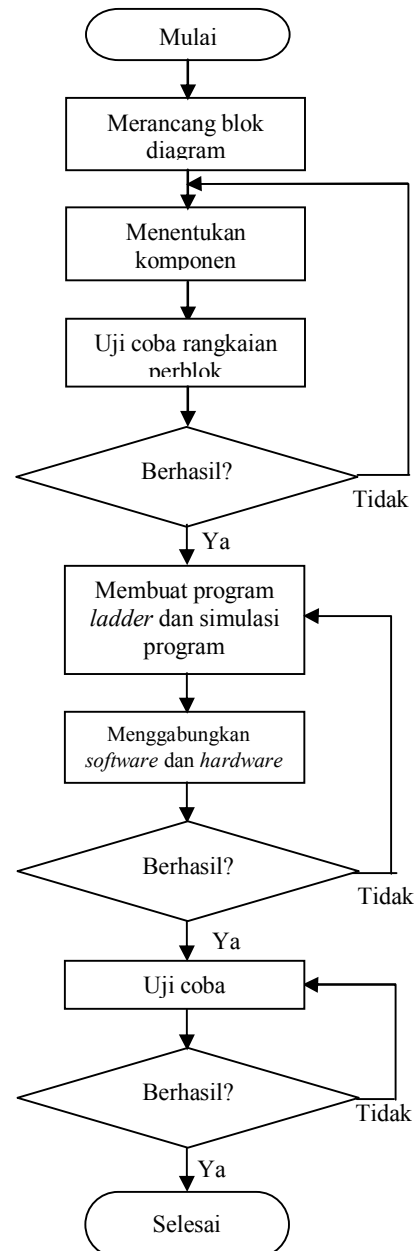 Mulai
Merancang blok
diagram
Menentukan
komponen
Uji coba rangkaian
perblok
Berhasil?
Tidak
Ya
Membuat program
ladder dan simulasi
program
Menggabungkan
software dan hardware
Berhasil?
Tidak
Ya
Uji coba
Berhasil?
Tidak
Ya
Selesai